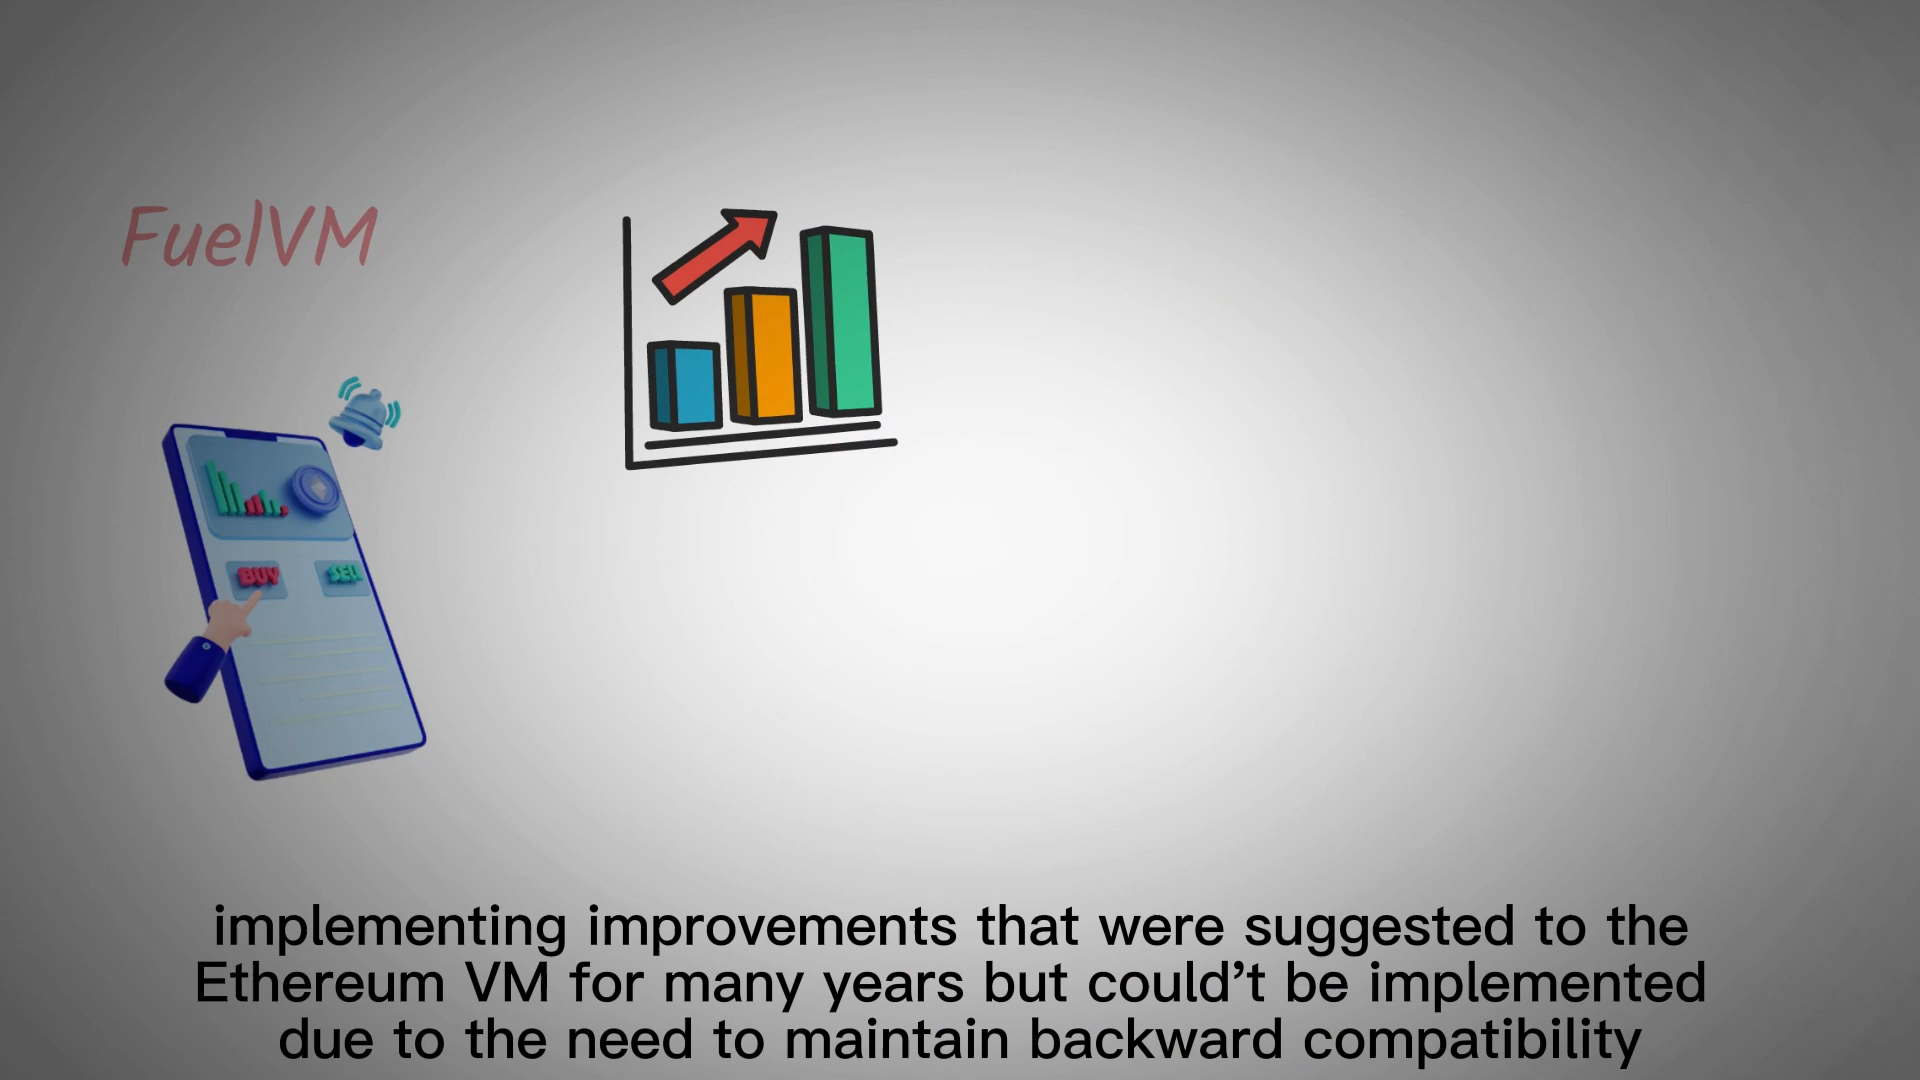 FuelVM
BUY
SELL
implementing improvements that were suggested to the
Ethereum VM for many years but could’t be implemented
due to the need to maintain backward compatibility